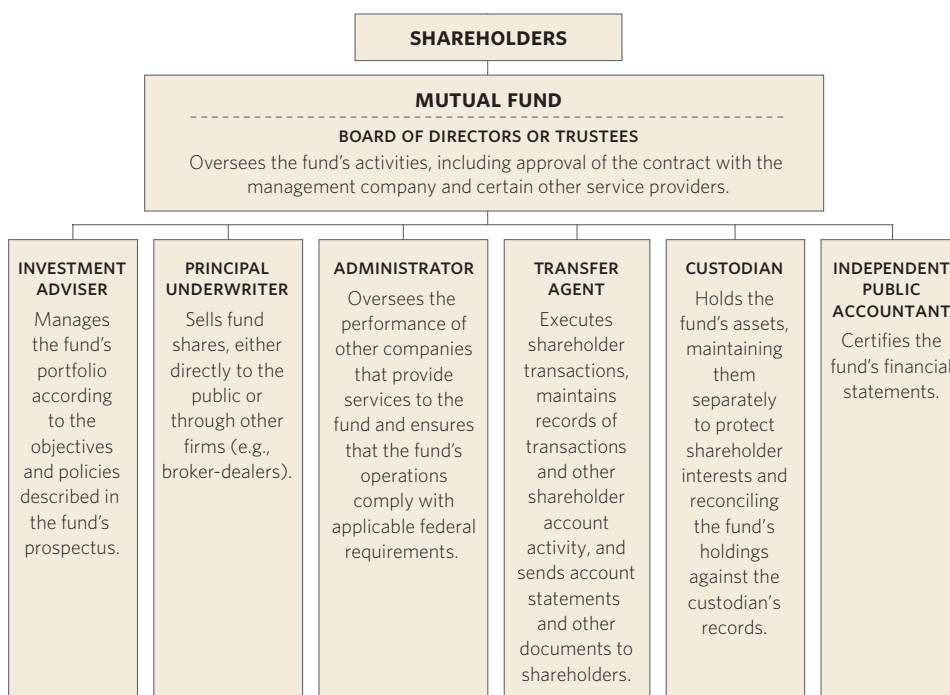 SHAREHOLDERS
MUTUAL FUND
BOARD OF DIRECTORS OR TRUSTEES
Oversees the fund’s activities, including approval of the contract with the
management company and certain other service providers.
INVESTMENT
ADVISER
Manages
the fund’s
portfolio
according
to the
objectives
and policies
described in
the fund’s
prospectus.
PRINCIPAL
UNDERWRITER
Sells fund
shares, either
directly to the
public or
through other
firms (e.g.,
broker-dealers).
ADMINISTRATOR
Oversees the
performance of
other companies
that provide
services to the
fund and ensures
that the fund’s
operations
comply with
applicable federal
requirements.
TRANSFER
AGENT
Executes
shareholder
transactions,
maintains
records of
transactions
and other
shareholder
account
activity, and
sends account
statements
and other
documents to
shareholders.
CUSTODIAN
Holds the
fund’s assets,
maintaining
them
separately
to protect
shareholder
interests and
reconciling
the fund’s
holdings
against the
custodian’s
records.
INDEPENDENT
PUBLIC
ACCOUNTANT
Certifies the
fund’s financial
statements.